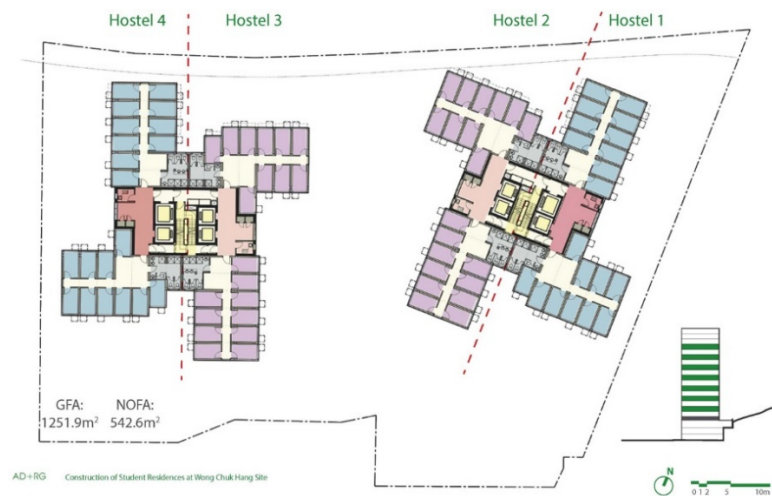 Hostel 4
Hostel 3
Hostel 2
Hostel 1
GFA:
1251.9m²
NOFA:
542.6m²
AD+RG
Construction of Student Residences at Wong Chuk Hang Site
N
0 1 2 5 10m